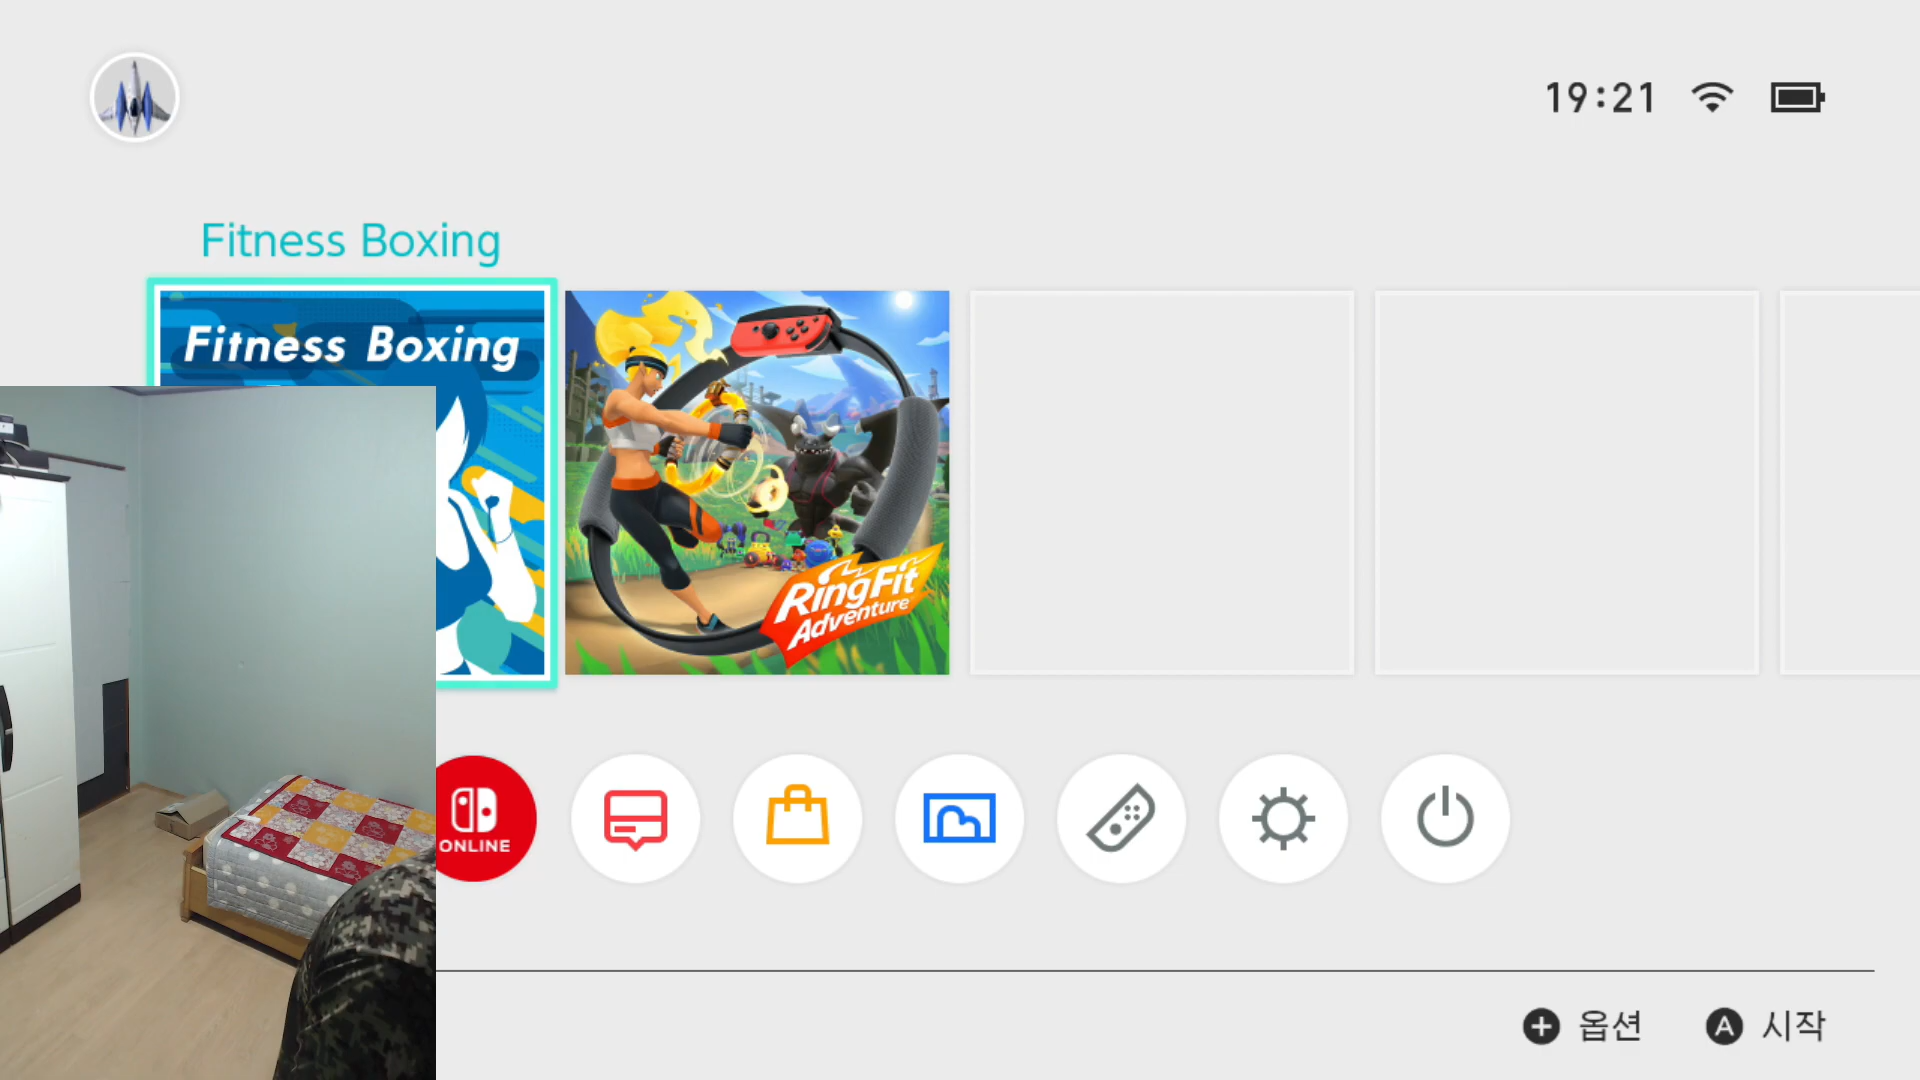 19:21
Fitness Boxing
Fitness Boxing
RingFit
Adventure
ONLINE
+ 옵션
A 시작